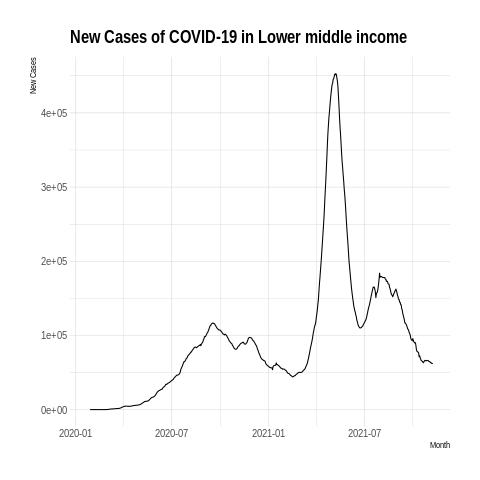 New Cases of COVID-19 in Lower middle income
New Cases
4e+05
3e+05
2e+05
1e+05
0e+00
2020-01 2020-07 2021-01 2021-07
Month